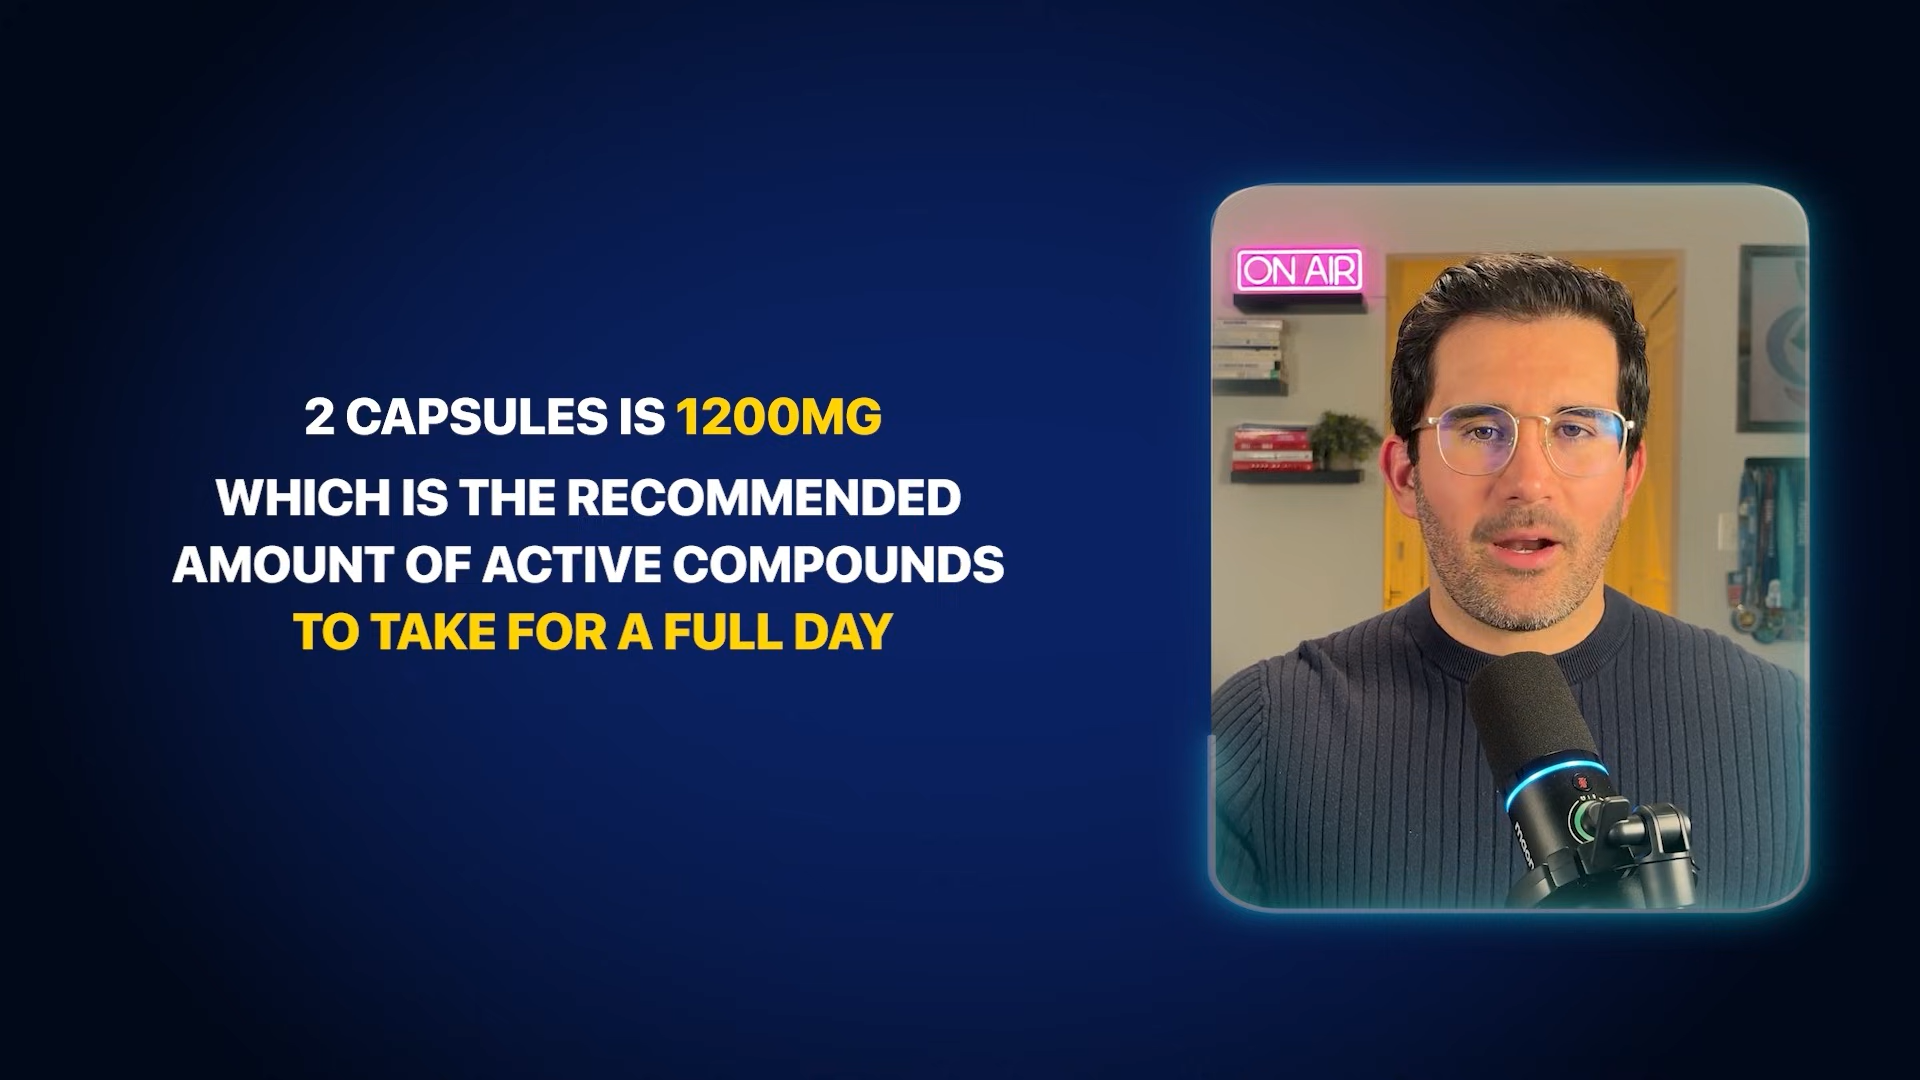 2 CAPSULES IS 1200MG
WHICH IS THE RECOMMENDED
AMOUNT OF ACTIVE COMPOUNDS
TO TAKE FOR A FULL DAY
ON AIR